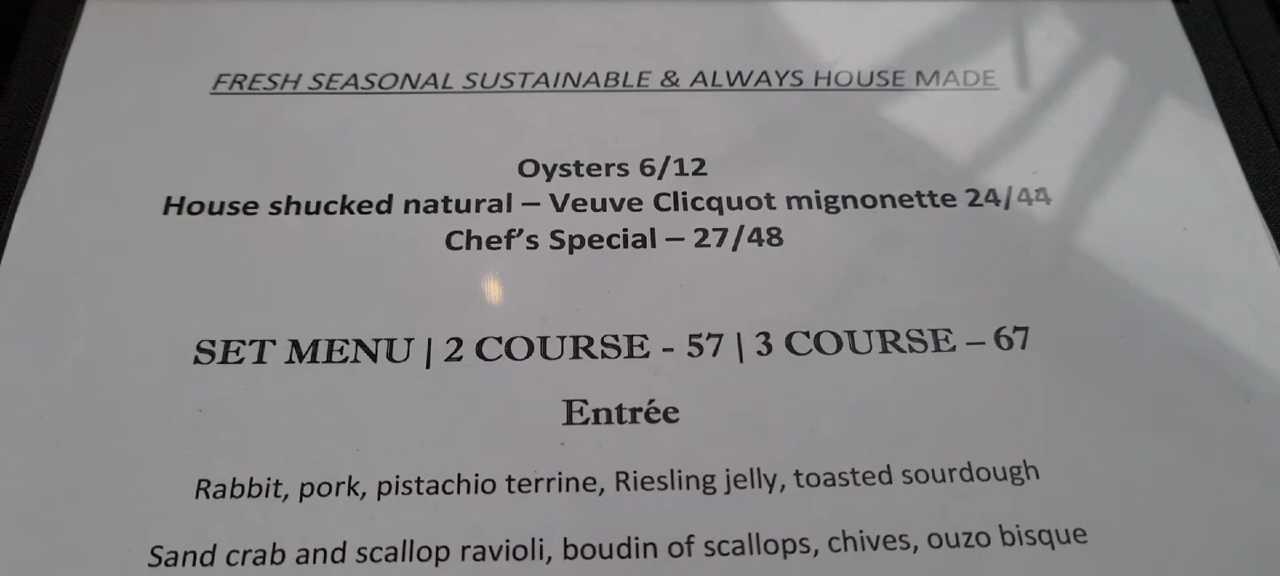 FRESH SEASONAL SUSTAINABLE & ALWAYS HOUSE MADE
Oysters 6/12
House shucked natural – Veuve Clicquot mignonette 24/44
Chef's Special – 27/48
SET MENU | 2 COURSE - 57 | 3 COURSE – 67
Entrée
Rabbit, pork, pistachio terrine, Riesling jelly, toasted sourdough
Sand crab and scallop ravioli, boudin of scallops, chives, ouzo bisque